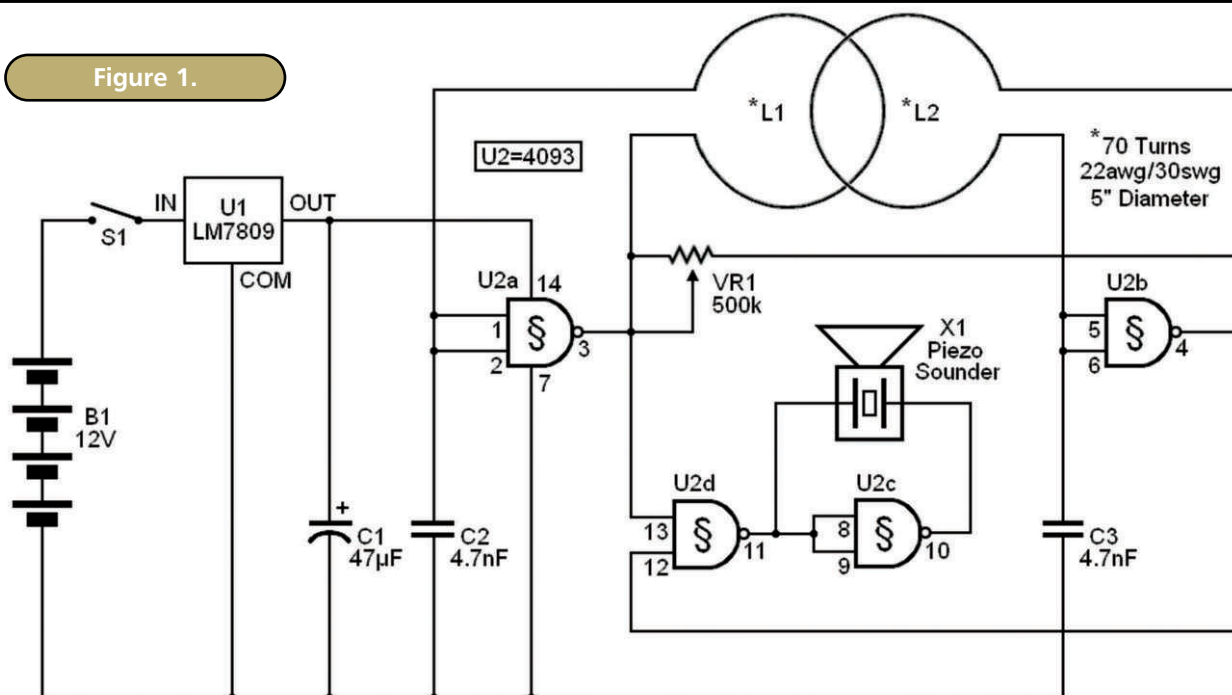 Figure 1.
*L1
*L2
*70 Turns
22awg/30swg
5" Diameter
U2=4093
IN
U1
LM7809
OUT
COM
S1
U2a
14
1
2
§
3
7
VR1
500k
U2b
5
6
§
4
X1
Piezo
Sounder
B1
12V
+
C1
47µF
C2
4.7nF
U2d
13
12
§
11
U2c
8
9
§
10
C3
4.7nF